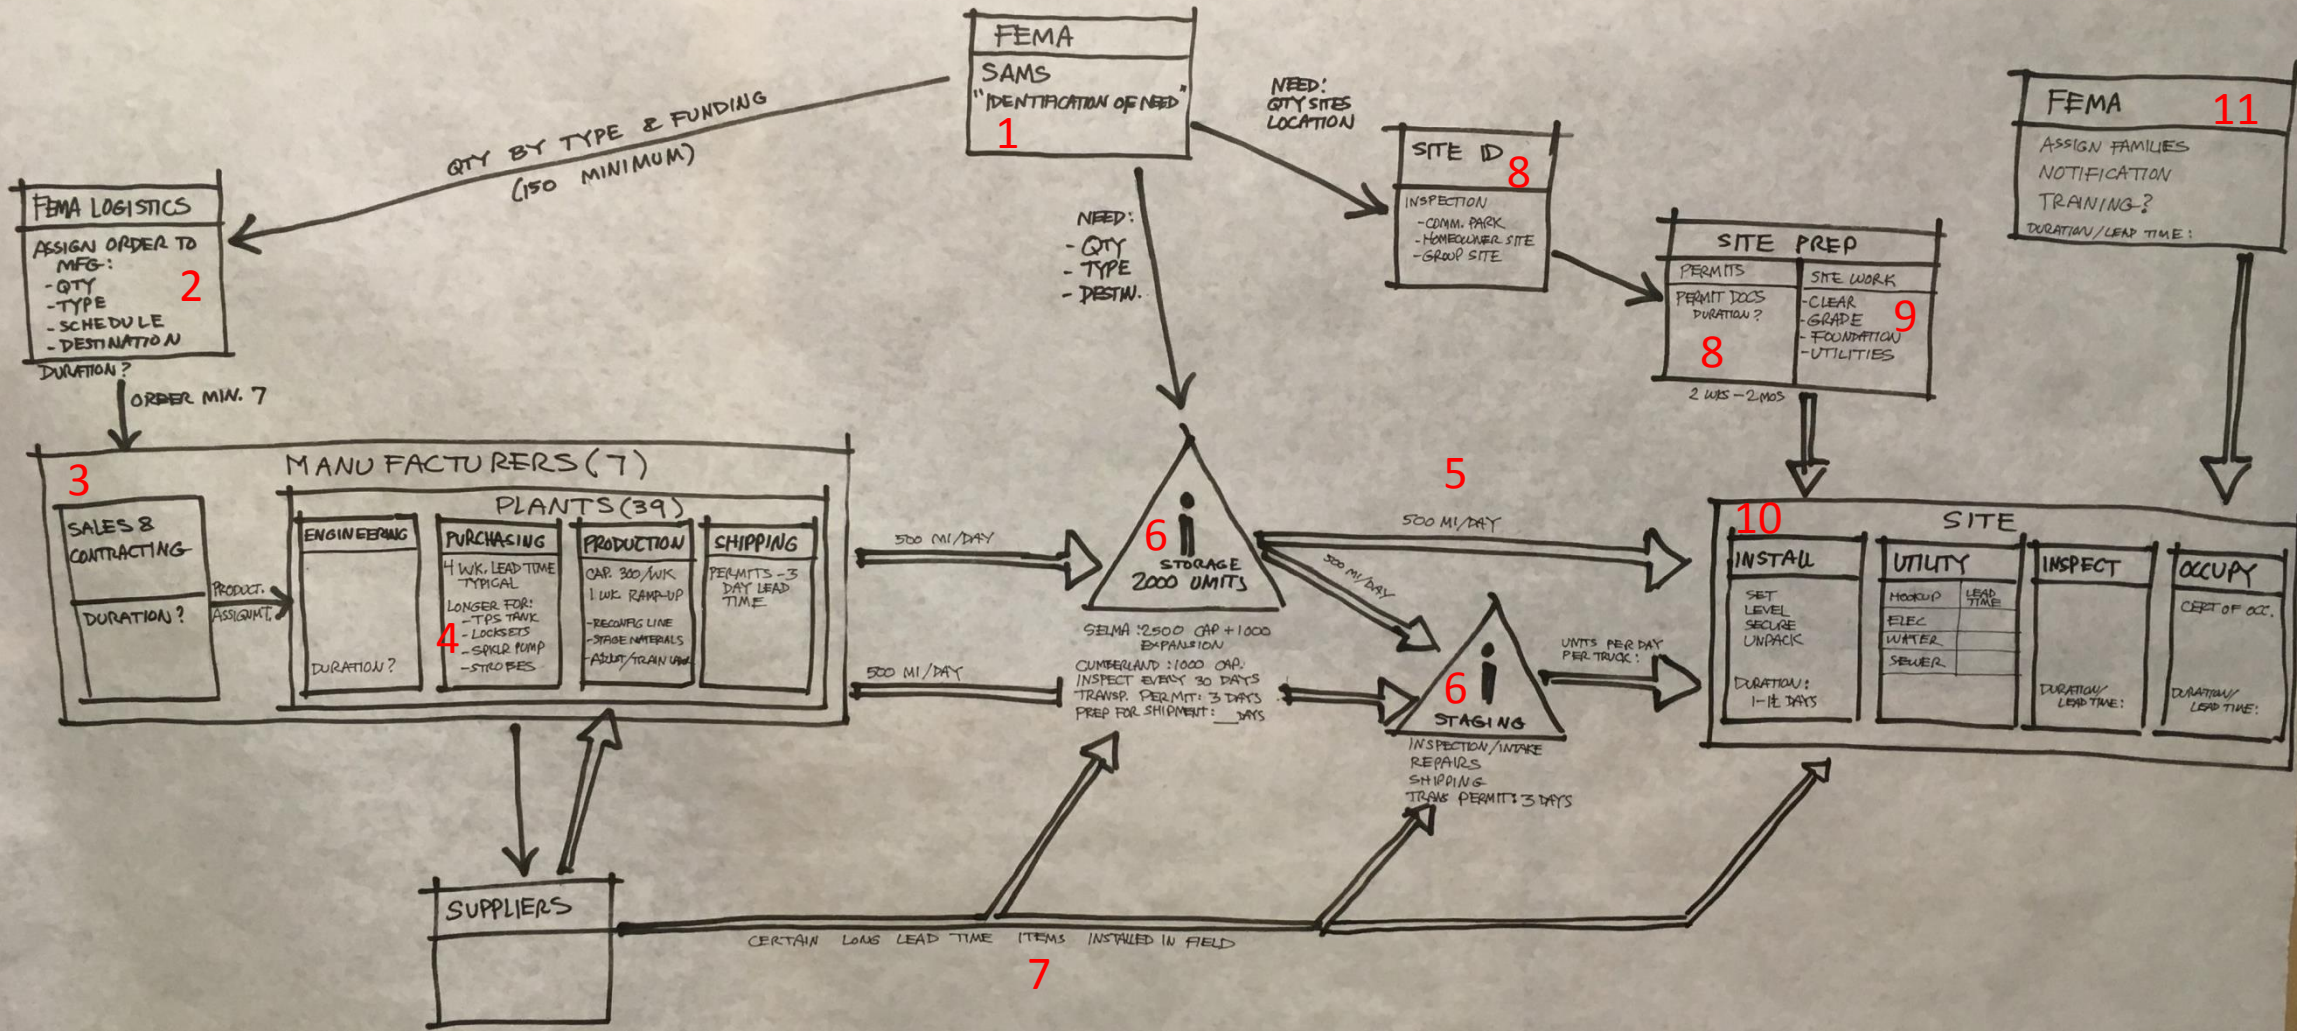 FEMA
SAMS
"IDENTIFICATION OF NEED"
1
QTY BY TYPE & FUNDING
(150 MINIMUM)
NEED:
QTY SITES
LOCATION
NEED:
- QTY
- TYPE
- DESTIN.
FEMA LOGISTICS
ASSIGN ORDER TO
MFG:
- QTY
- TYPE
- SCHEDULE
- DESTINATION
2
DURATION?
ORDER MIN. 7
SITE ID
8
INSPECTION
- COMM. PARK
- HOMEOWNER SITE
- GROUP SITE
SITE PREP
PERMITS
PERMIT DOCS
DURATION?
8
SITE WORK
- CLEAR
- GRADE
- FOUNDATION
- UTILITIES
9
2 WKS - 2 MOS
FEMA
11
ASSIGN FAMILIES
NOTIFICATION
TRAINING?
DURATION/LEAD TIME:
MANUFACTURERS (7)
3
SALES &
CONTRACTING
DURATION?
PRODUCT.
ASSIGNMT.
PLANTS (39)
ENGINEERING
DURATION?
PURCHASING
4 WK. LEAD TIME
TYPICAL
LONGER FOR:
- TPS TANK
- LOCKSETS
- SPKLR PUMP
- STROBES
4
PRODUCTION
CAP. 300/WK
1 WK RAMP-UP
- RECONFIG LINE
- STAGE MATERIALS
SHIPPING
PERMITS - 3
DAY LEAD
TIME
500 MI/DAY
500 MI/DAY
6
STORAGE
2000 UNITS
SELMA: 2500 CAP + 1000
EXPANSION
CUMBERLAND: 1000 CAP.
INSPECT EVERY 30 DAYS
TRANSP. PERMIT: 3 DAYS
PREP FOR SHIPMENT: __ DAYS
5
500 MI/DAY
500 MI/DAY
6
STAGING
INSPECTION/INTAKE
REPAIRS
SHIPPING
TRANS PERMIT: 3 DAYS
UNITS PER DAY
PER TRUCK:
10
SITE
INSTALL
SET
LEVEL
SECURE
UNPACK
DURATION:
1-1½ DAYS
UTILITY
HOOKUP
LEAD
TIME
ELEC
WATER
SEWER
INSPECT
DURATION/
LEAD TIME:
OCCUPY
CERT OF OCC.
DURATION/
LEAD TIME:
SUPPLIERS
CERTAIN LONG LEAD TIME ITEMS INSTALLED IN FIELD
7